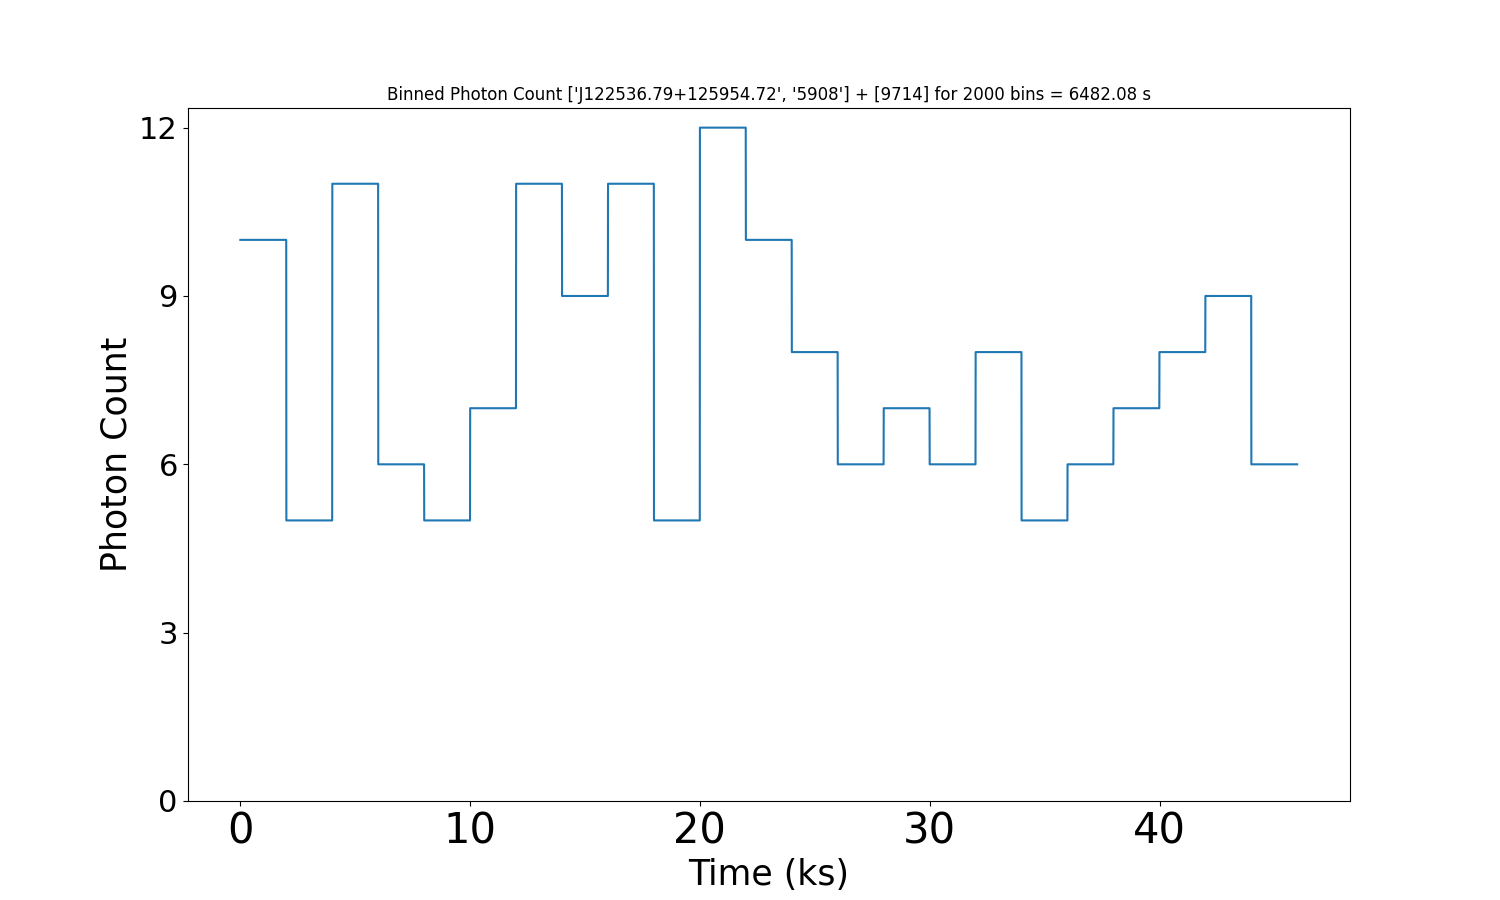 Binned Photon Count ['J122536.79+125954.72', '5908'] + [9714] for 2000 bins = 6482.08 s
12
9
6
3
0
Photon Count
0 10 20 30 40
Time (ks)